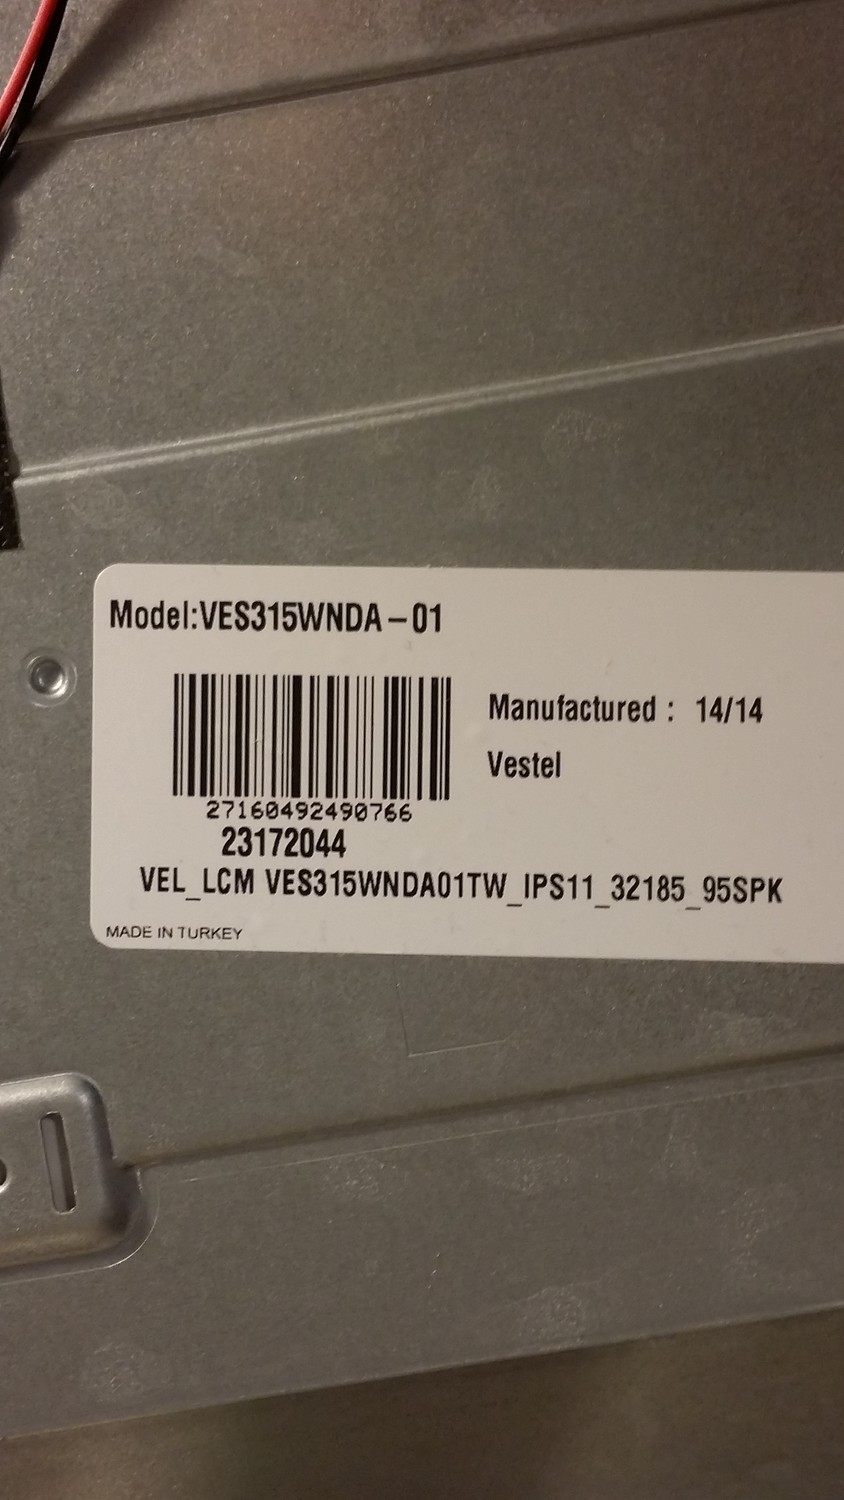 Model:VES315WNDA-01
Manufactured : 14/14
Vestel
27160492490766
23172044
VEL_LCM VES315WNDA01TW_IPS11_32185_95SPK
MADE IN TURKEY